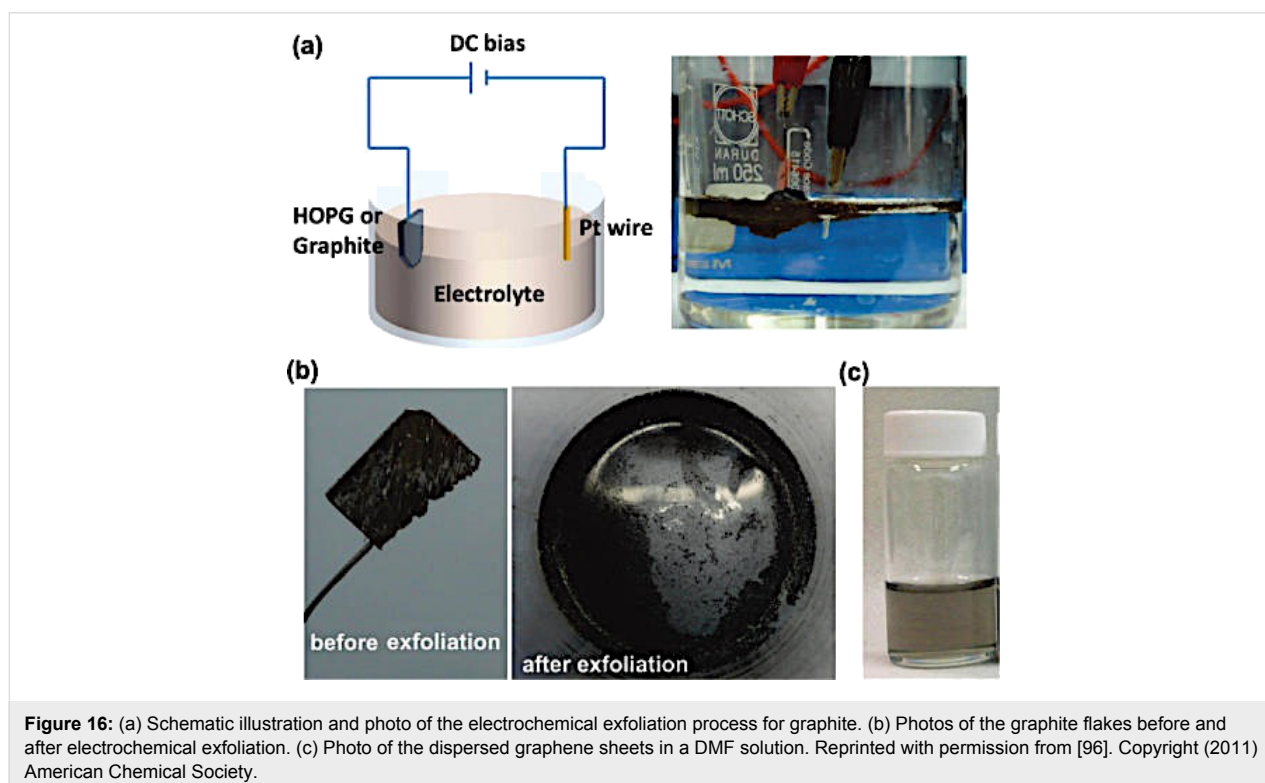 (a)
DC bias
HOPG or
Graphite
Pt wire
Electrolyte
SCHOTT
DURAN
250 ml
(b)
before exfoliation
after exfoliation
(c)
Figure 16: (a) Schematic illustration and photo of the electrochemical exfoliation process for graphite. (b) Photos of the graphite flakes before and
after electrochemical exfoliation. (c) Photo of the dispersed graphene sheets in a DMF solution. Reprinted with permission from [96]. Copyright (2011)
American Chemical Society.